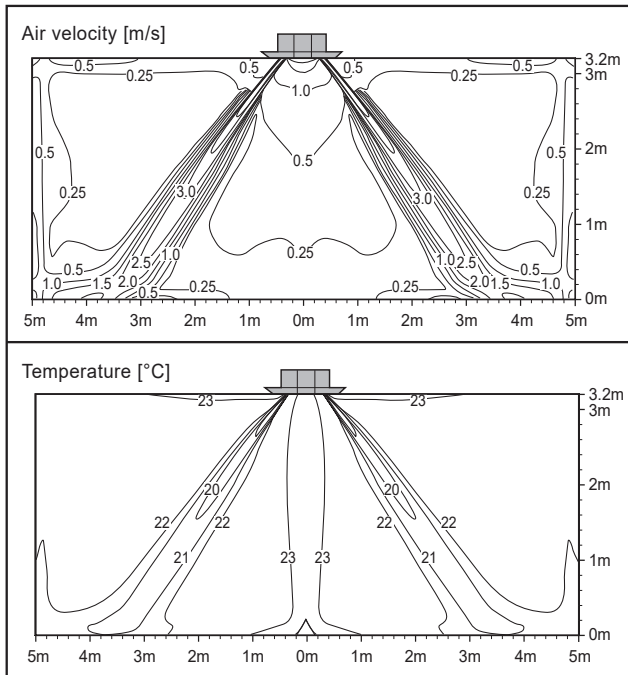 Air velocity [m/s]
0.5 0.5 0.5 0.5 3.2m
0.25 1.0 0.25 3m
0.5 0.5 0.5 2m
0.25 3.0 3.0 0.25
1m
0.5 2.5 1.0 0.25 1.0 2.5 0.5
1.0 1.5 2.0 0.5 0.25 0.25 2.0 1.5 1.0 0m
5m 4m 3m 2m 1m 0m 1m 2m 3m 4m 5m
Temperature [°C]
23 23 3.2m
3m
20 20 2m
22 22 22 22
21 23 23 21 1m
0m
5m 4m 3m 2m 1m 0m 1m 2m 3m 4m 5m